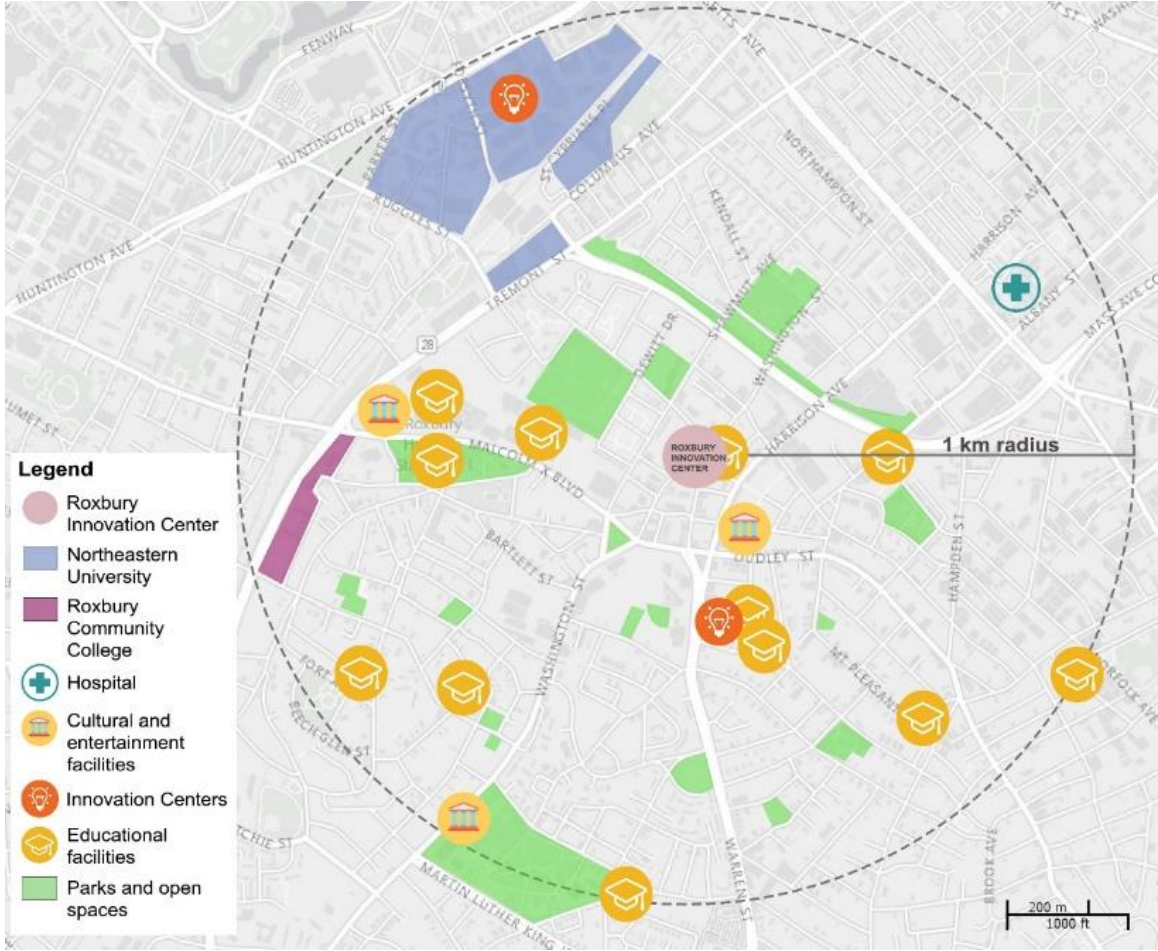 FENWAY
HUNTINGTON AVE
RUGGLES ST
ST CYPRIANS PL
COLUMBUS AVE
NORTHAMPTON ST
HARRISON AVE
ALBANY ST
MASS AVE CO
HUNTINGTON AVE
TREMONT ST
KENDALL ST
SHAWMUT AVE
WASHINGTON ST
DEWITT DR
28
HARRISON AVE
Roxbury
MALCOLM X BLVD
ROXBURY
INNOVATION
CENTER
1 km radius
DUDLEY ST
HAMPDEN ST
BARTLETT ST
WASHINGTON ST
FORT
BEECH GLEN ST
MT PLEASANT
NORFOLK AVE
WARREN ST
BROOK AVE
MARTIN LUTHER KING
Legend
Roxbury
Innovation Center
Northeastern
University
Roxbury
Community
College
Hospital
Cultural and
entertainment
facilities
Innovation Centers
Educational
facilities
Parks and open
spaces
200 m
1000 ft